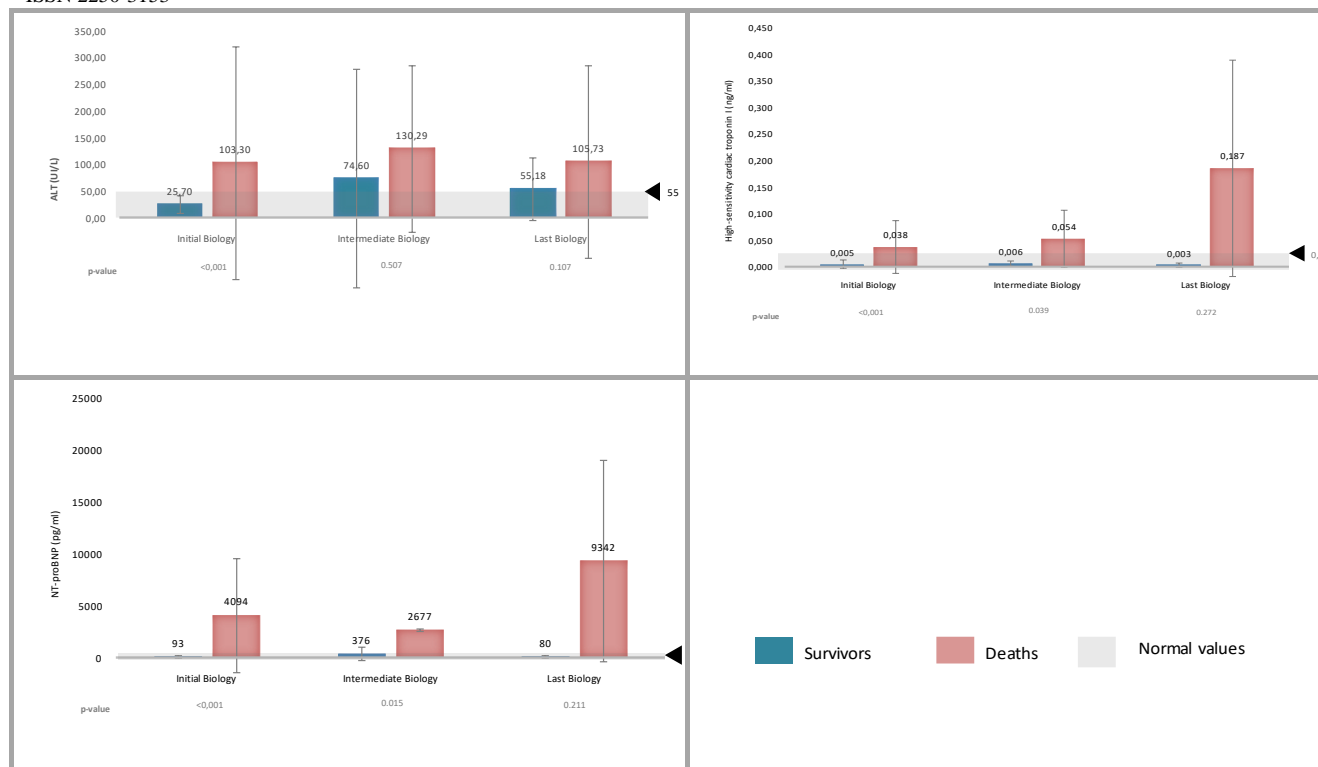 ISSN 2250-3153
350,00
300,00
250,00
200,00
150,00
100,00
50,00
0,00
ALT (UI/L)
25,70
103,30
74,60
130,29
55,18
105,73
55
Initial Biology
Intermediate Biology
Last Biology
p-value
<0,001
0.507
0.107
0,450
0,400
0,350
0,300
0,250
0,200
0,150
0,100
0,050
0,000
High-sensitivity cardiac troponin I (ng/ml)
0,005
0,038
0,006
0,054
0,003
0,187
0,
Initial Biology
Intermediate Biology
Last Biology
p-value
<0,001
0.039
0.272
25000
20000
15000
10000
5000
0
NT-proBNP (pg/ml)
93
4094
376
2677
80
9342
Initial Biology
Intermediate Biology
Last Biology
p-value
<0,001
0.015
0.211
Survivors
Deaths
Normal values